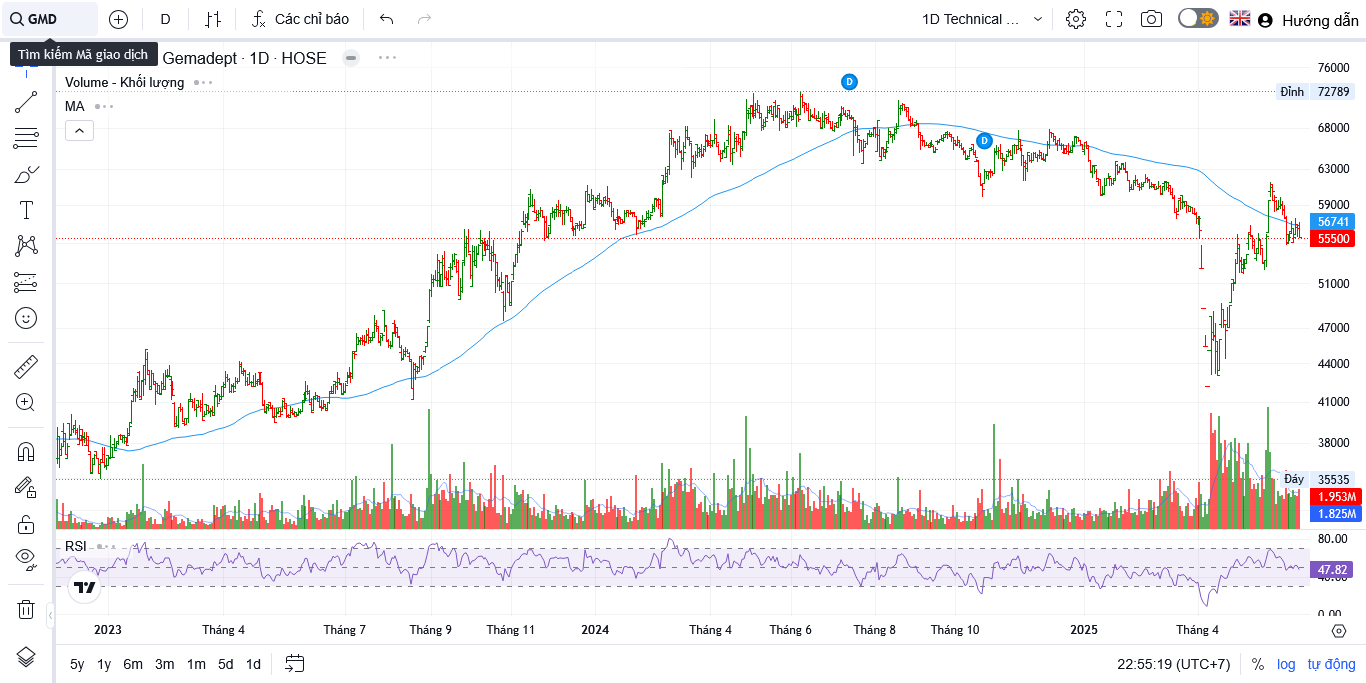 GMD
D
Các chỉ báo
1D Technical ...
Hướng dẫn
Tìm kiếm Mã giao dịch
Gemadept · 1D · HOSE
Volume - Khối lượng
MA
D
D
76000
Đỉnh 72789
68000
63000
59000
56741
55500
51000
47000
44000
41000
38000
Đáy 35535
1.953M
1.825M
RSI
80.00
47.82
40.00
0.00
2023 Tháng 4 Tháng 7 Tháng 9 Tháng 11 2024 Tháng 4 Tháng 6 Tháng 8 Tháng 10 2025 Tháng 4
5y 1y 6m 3m 1m 5d 1d
22:55:19 (UTC+7) % log tự động